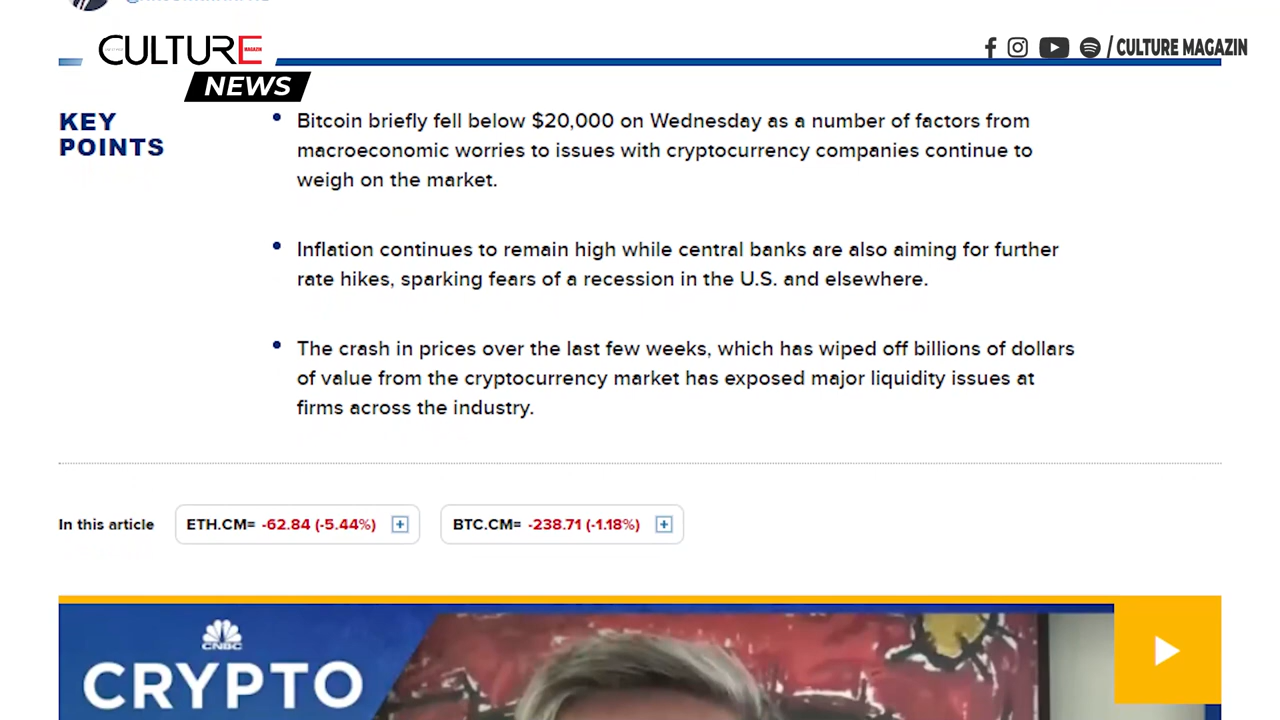 CULTURE
MAGAZIN
NEWS
/ CULTURE MAGAZIN
KEY
POINTS
Bitcoin briefly fell below $20,000 on Wednesday as a number of factors from
macroeconomic worries to issues with cryptocurrency companies continue to
weigh on the market.
Inflation continues to remain high while central banks are also aiming for further
rate hikes, sparking fears of a recession in the U.S. and elsewhere.
The crash in prices over the last few weeks, which has wiped off billions of dollars
of value from the cryptocurrency market has exposed major liquidity issues at
firms across the industry.
In this article ETH.CM= -62.84 (-5.44%) + BTC.CM= -238.71 (-1.18%) +
CNBC
CRYPTO